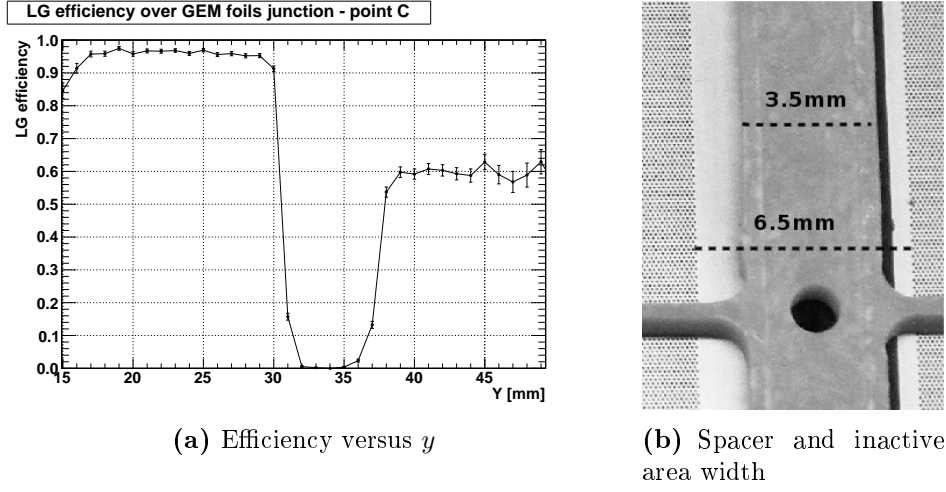 LG efficiency over GEM foils junction - point C
LG efficiency
1.0
0.9
0.8
0.7
0.6
0.5
0.4
0.3
0.2
0.1
0.0
15 20 25 30 35 40 45
Y [mm]
3.5mm
6.5mm
(a) Efficiency versus y
(b) Spacer and inactive
area width